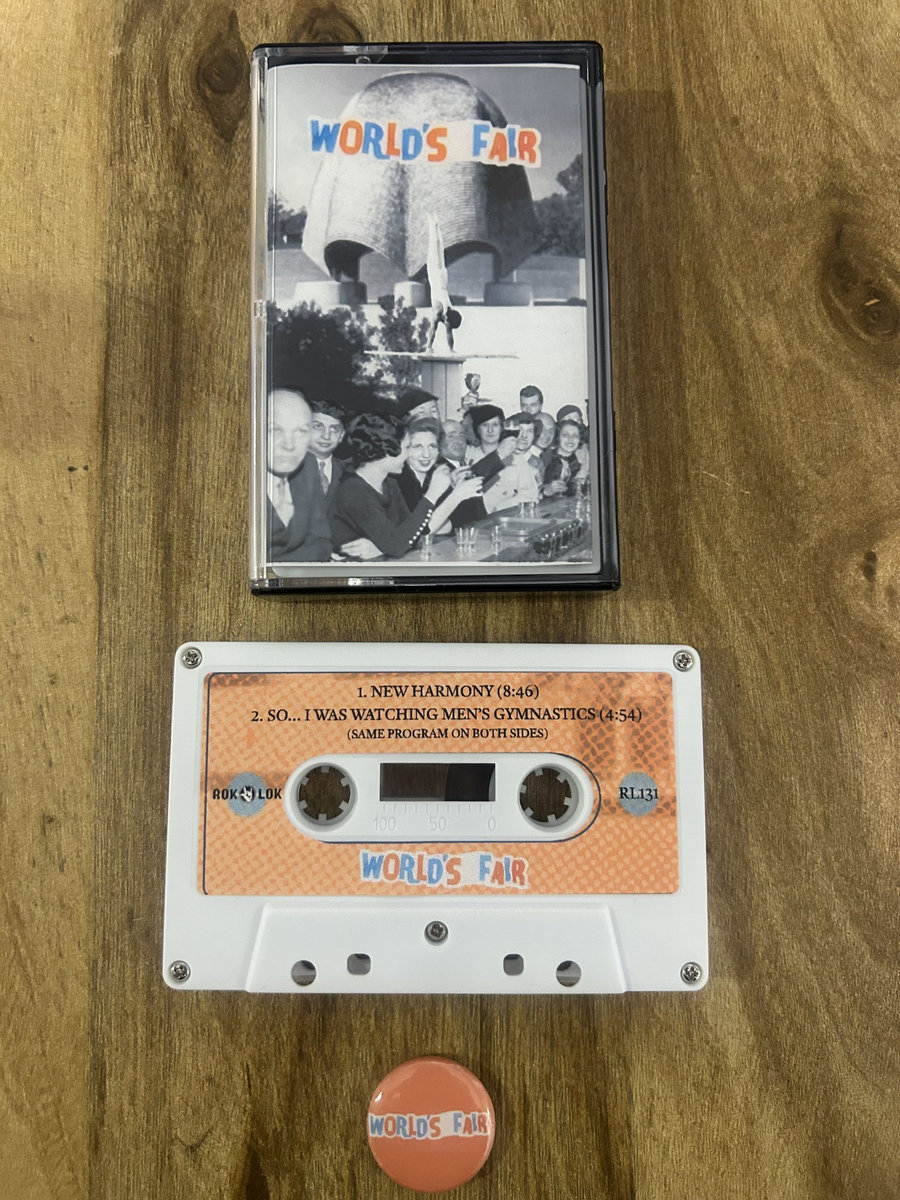 WORLD'S FAIR
1. NEW HARMONY (8:46)
2. SO... I WAS WATCHING MEN'S GYMNASTICS (4:54)
(SAME PROGRAM ON BOTH SIDES)
ROK LOK
RL131
100 50 0
WORLD'S FAIR
WORLD'S FAIR